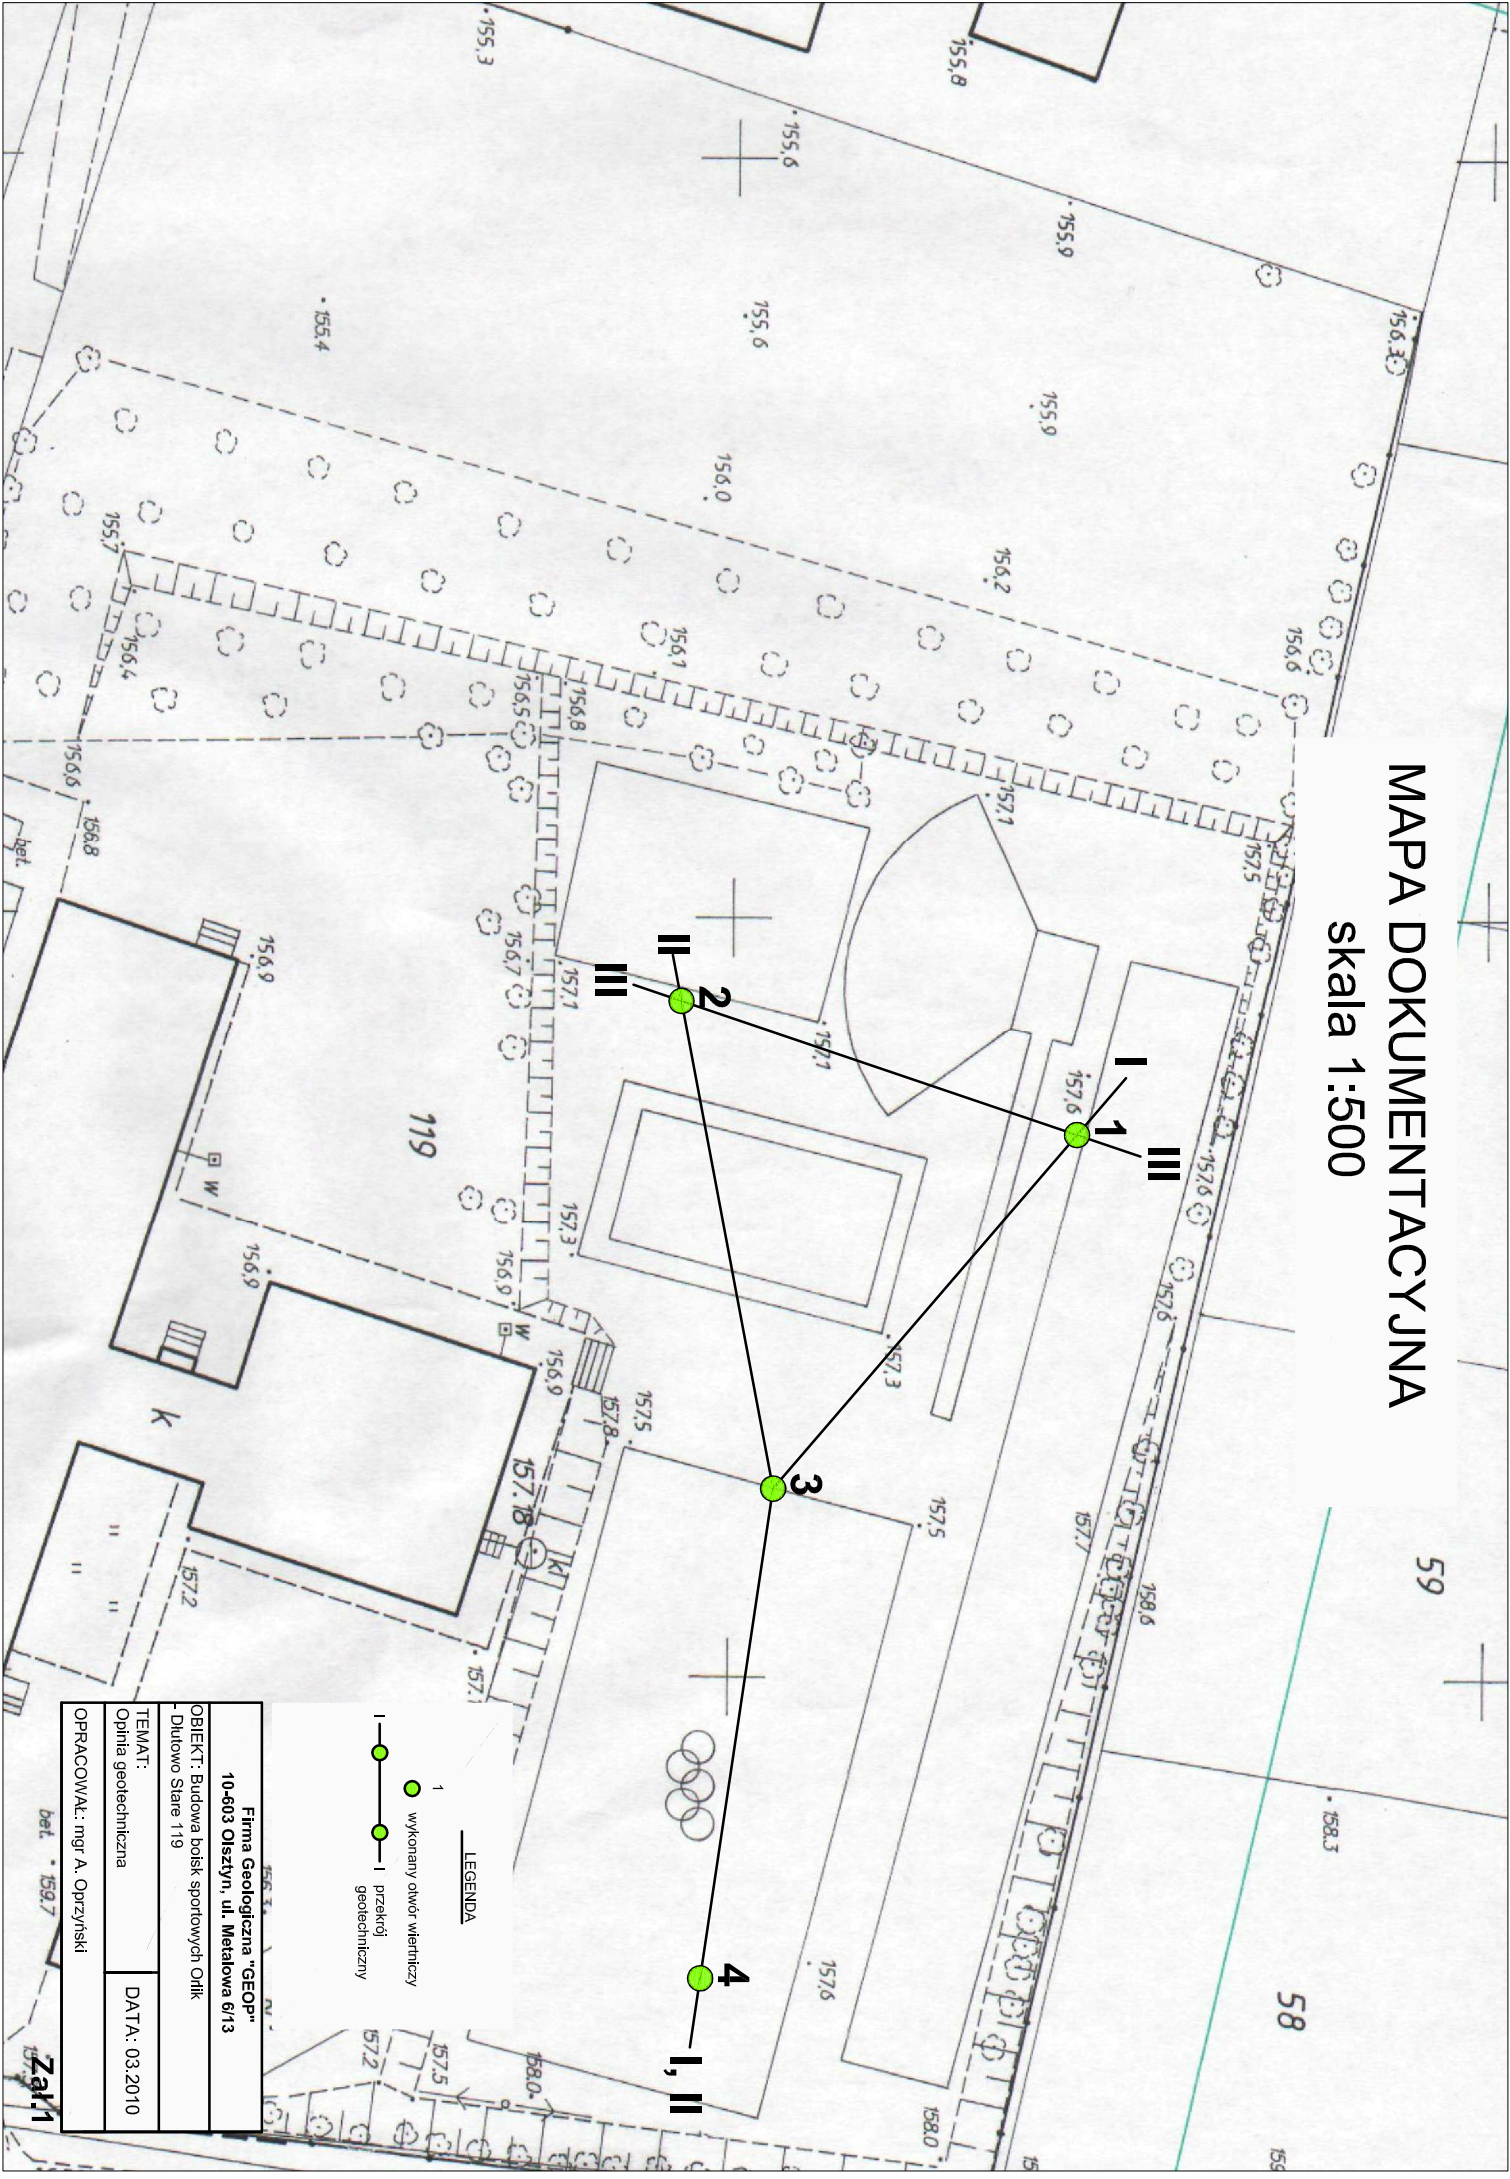 MAPA DOKUMENTACYJNA
skala 1:500
59
58
158.3
158,6
157,7
157,6
157,6
157,5
156,6
156,3
155,9
155,9
155,8
155,6
155,6
155,3
155.4
156,0
156,2
156,1
157,1
157,6
157,1
157,1
157,3
157,3
157,5
157,5
157,6
158,0
158,0
157,5
157,2
156,8
156,5
156,7
156,9
156,9
157,8
157.18
k
w
w
119
k
156,9
156,9
157.2
155,7
156,4
156,6
156,8
bet.
bet.
159.7
I
III
1
II
III
2
3
4
I, II
LEGENDA
1
wykonany otwór wiertniczy
I
I
przekrój
geotechniczny
Firma Geologiczna "GEOP"
10-603 Olsztyn, ul. Metalowa 6/13
OBIEKT: Budowa boisk sportowych Orlik
- Dłutowo Stare 119
TEMAT:
Opinia geotechniczna
DATA: 03.2010
OPRACOWAŁ: mgr A. Oprzyński
Zał.1